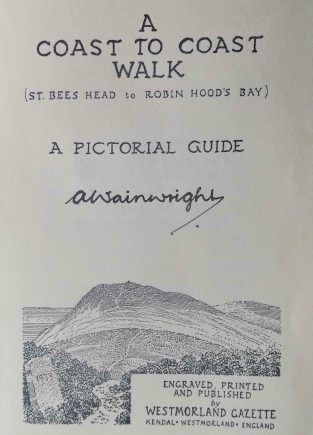 A
COAST TO COAST
WALK
(ST. BEES HEAD to ROBIN HOOD'S BAY)
A PICTORIAL GUIDE
AWainwright
ENGRAVED, PRINTED
AND PUBLISHED
by
WESTMORLAND GAZETTE
KENDAL · WESTMORLAND · ENGLAND